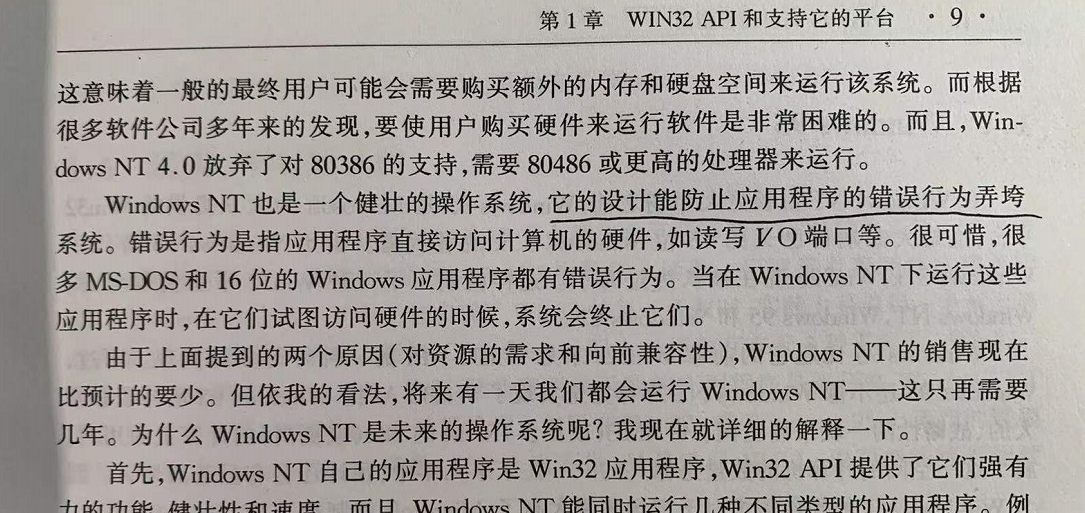 第1章 WIN32 API和支持它的平台 ·9·
这意味着一般的最终用户可能会需要购买额外的内存和硬盘空间来运行该系统。而根据
很多软件公司多年来的发现,要使用户购买硬件来运行软件是非常困难的。而且,Win-
dows NT 4.0 放弃了对 80386 的支持,需要 80486 或更高的处理器来运行。
Windows NT 也是一个健壮的操作系统,它的设计能防止应用程序的错误行为弄垮
系统。错误行为是指应用程序直接访问计算机的硬件,如读写 I/O 端口等。很可惜,很
多 MS-DOS 和 16 位的 Windows 应用程序都有错误行为。当在 Windows NT 下运行这些
应用程序时,在它们试图访问硬件的时候,系统会终止它们。
由于上面提到的两个原因(对资源的需求和向前兼容性),Windows NT 的销售现在
比预计的要少。但依我的看法,将来有一天我们都会运行 Windows NT——这只再需要
几年。为什么 Windows NT 是未来的操作系统呢?我现在就详细的解释一下。
首先,Windows NT 自己的应用程序是 Win32 应用程序,Win32 API 提供了它们强有
力的功能、健壮性和速度。而且,Windows NT 能同时运行几种不同类型的应用程序。例